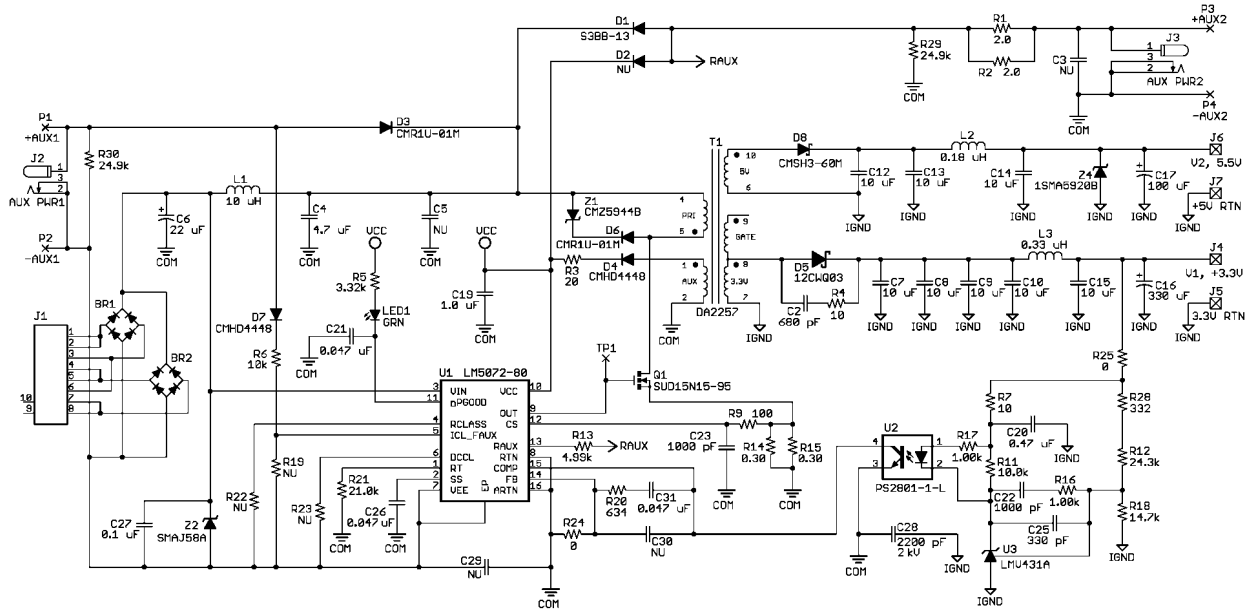 D1
S3BB-13
D2
NU
RAUX
R29
24.9k
COM
R1
2.0
R2 2.0
C3
NU
COM
P3
+AUX2
J3
1
3
2
AUX PWR2
P4
-AUX2
P1
+AUX1
J2
1
3
2
AUX PWR1
P2
-AUX1
R30
24.9k
D3
CMR1U-01M
L1
10 uH
C6
22 uF
COM
C4
4.7 uF
COM
C5
NU
COM
Z1
CMZ5944B
D6
CMR1U-01M
D4
CMHD4448
R3
20
T1
4
PRI
5
1
AUX
2
COM
10
5V
6
9
GATE
8
3.3V
7
IGND
DA2257
D8
CMSH3-60M
C12
10 uF
IGND
C13
10 uF
IGND
L2
0.18 uH
C14
10 uF
IGND
Z4
1SMA5920B
IGND
C17
100 uF
IGND
J6
V2, 5.5V
J7
+5V RTN
IGND
D5
12CWQ03
C2
680 pF
R4
10
C7
10 uF
IGND
C8
10 uF
IGND
C9
10 uF
IGND
C10
10 uF
IGND
L3
0.33 uH
C15
10 uF
IGND
C16
330 uF
IGND
J4
V1, +3.3V
J5
3.3V RTN
IGND
VCC
R5
3.32k
LED1
GRN
C21
0.047 uF
COM
VCC
C19
1.0 uF
COM
D7
CMHD4448
R6
10k
BR1
BR2
J1
1
2
3
4
5
6
7
8
10
9
U1 LM5072-80
3 VIN
11 nPGOOD
4 RCLASS
5 ICL_FAUX
6 DCCL
1 RT
2 SS
7 VEE
EP
VCC 10
OUT 9
CS 12
RAUX 13
RTN 8
COMP 15
FB 14
ARTN 16
TP1
Q1
SUD15N15-95
R9 100
C23
1000 pF
COM
R14
0.30
R15
0.30
COM
R13
4.99k
RAUX
R19
NU
R22
NU
R23
NU
R21
21.0k
COM
C26
0.047 uF
COM
C27
0.1 uF
Z2
SMAJ58A
C29
NU
COM
R24
0
R20
634
C31
0.047 uF
C30
NU
U2
4
3
1
2
PS2801-1-L
COM
C28
2200 pF
2 kV
IGND
R17
1.00k
R7
10
C20
0.47 uF
IGND
R11
10.0k
C22
1000 pF
R16
1.00k
C25
330 pF
U3
LMV431A
IGND
R25
0
R28
332
R12
24.3k
R18
14.7k
IGND